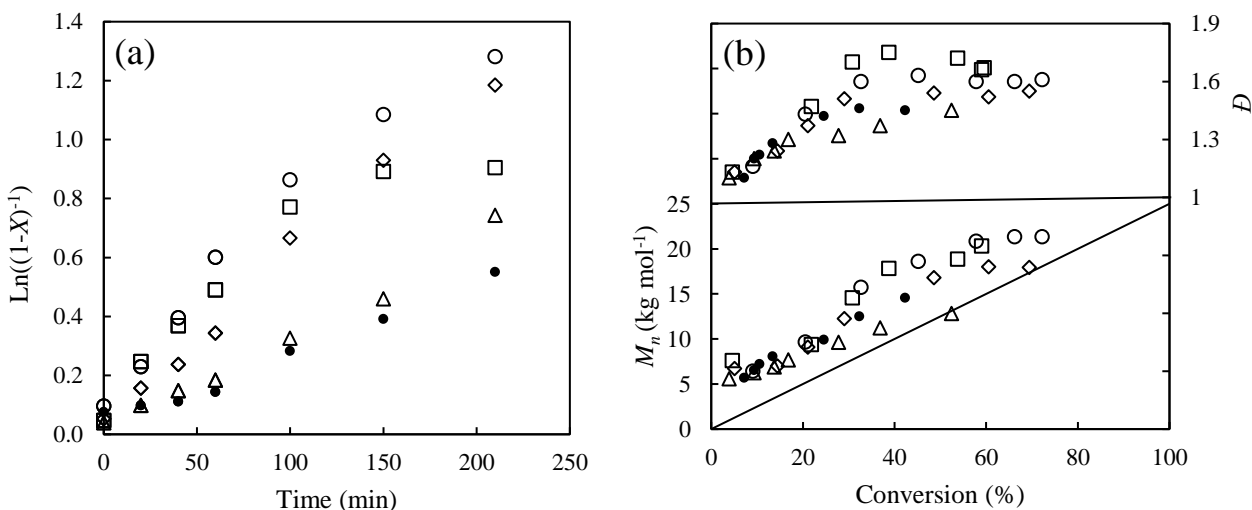 (a)
Ln((1-X)-1
1.4
1.2
1.0
0.8
0.6
0.4
0.2
0.0
0 50 100 150 200 250
Time (min)
(b)
1.9
1.6
1.3
1
Đ
Mn (kg mol-1)
25
20
15
10
5
0
0 20 40 60 80 100
Conversion (%)